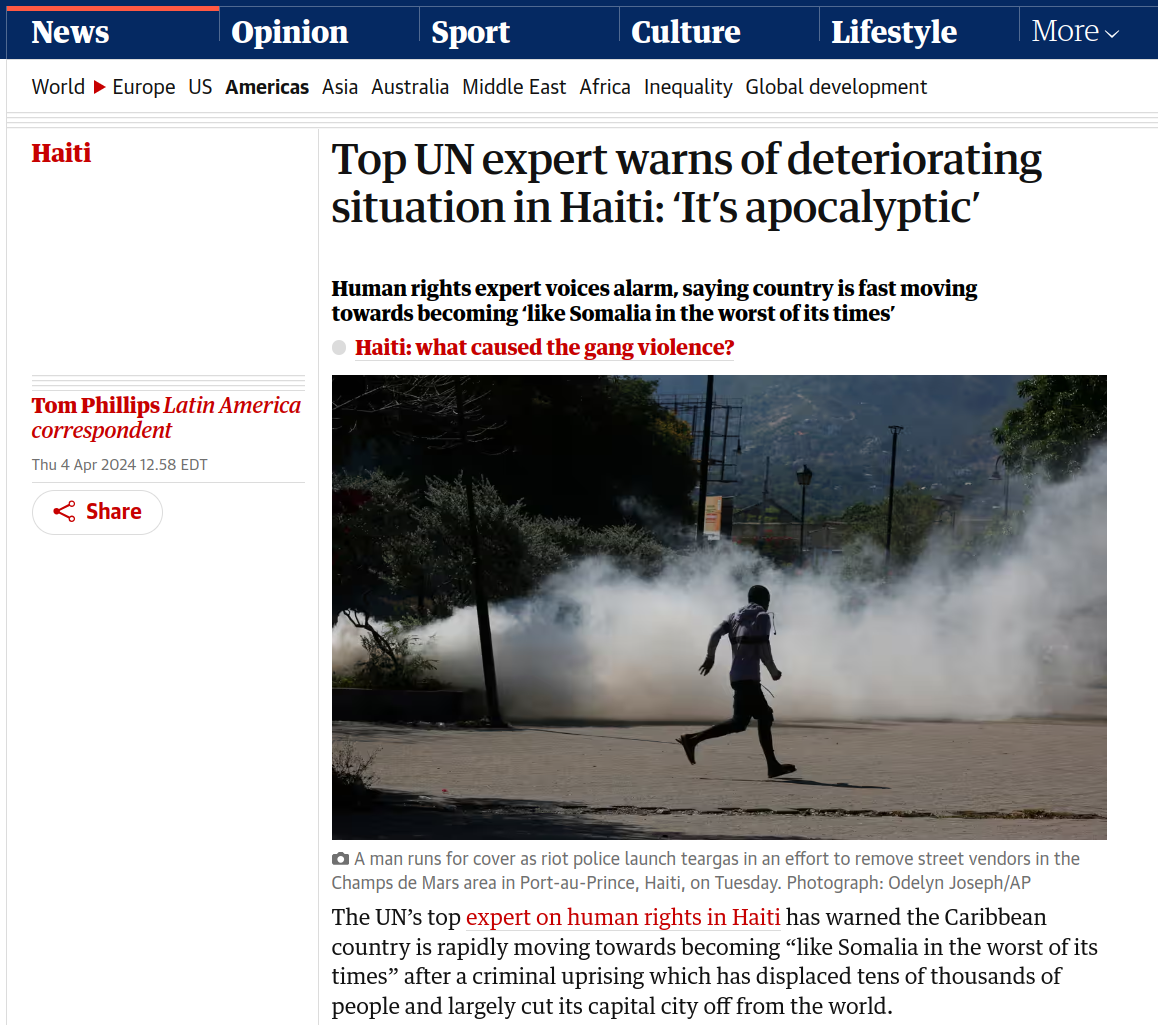 News Opinion Sport Culture Lifestyle More
World Europe US Americas Asia Australia Middle East Africa Inequality Global development
Haiti
Top UN expert warns of deteriorating
situation in Haiti: ‘It’s apocalyptic’
Human rights expert voices alarm, saying country is fast moving
towards becoming ‘like Somalia in the worst of its times’
Haiti: what caused the gang violence?
Tom Phillips Latin America
correspondent
Thu 4 Apr 2024 12.58 EDT
Share
A man runs for cover as riot police launch teargas in an effort to remove street vendors in the
Champs de Mars area in Port-au-Prince, Haiti, on Tuesday. Photograph: Odelyn Joseph/AP
The UN’s top expert on human rights in Haiti has warned the Caribbean
country is rapidly moving towards becoming “like Somalia in the worst of its
times” after a criminal uprising which has displaced tens of thousands of
people and largely cut its capital city off from the world.